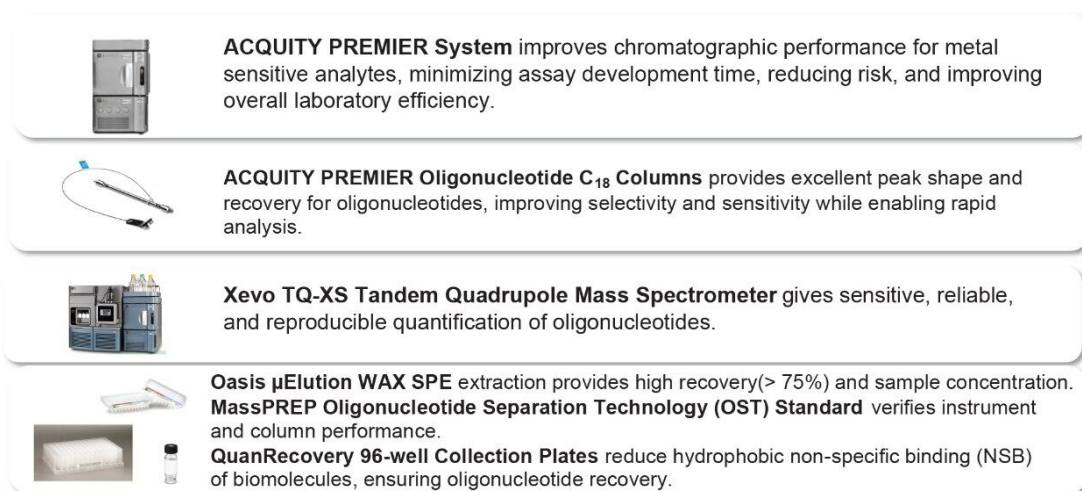 ACQUITY PREMIER System improves chromatographic performance for metal
sensitive analytes, minimizing assay development time, reducing risk, and improving
overall laboratory efficiency.
ACQUITY PREMIER Oligonucleotide C₁₈ Columns provides excellent peak shape and
recovery for oligonucleotides, improving selectivity and sensitivity while enabling rapid
analysis.
Xevo TQ-XS Tandem Quadrupole Mass Spectrometer gives sensitive, reliable,
and reproducible quantification of oligonucleotides.
Oasis µElution WAX SPE extraction provides high recovery(> 75%) and sample concentration.
MassPREP Oligonucleotide Separation Technology (OST) Standard verifies instrument
and column performance.
QuanRecovery 96-well Collection Plates reduce hydrophobic non-specific binding (NSB)
of biomolecules, ensuring oligonucleotide recovery.